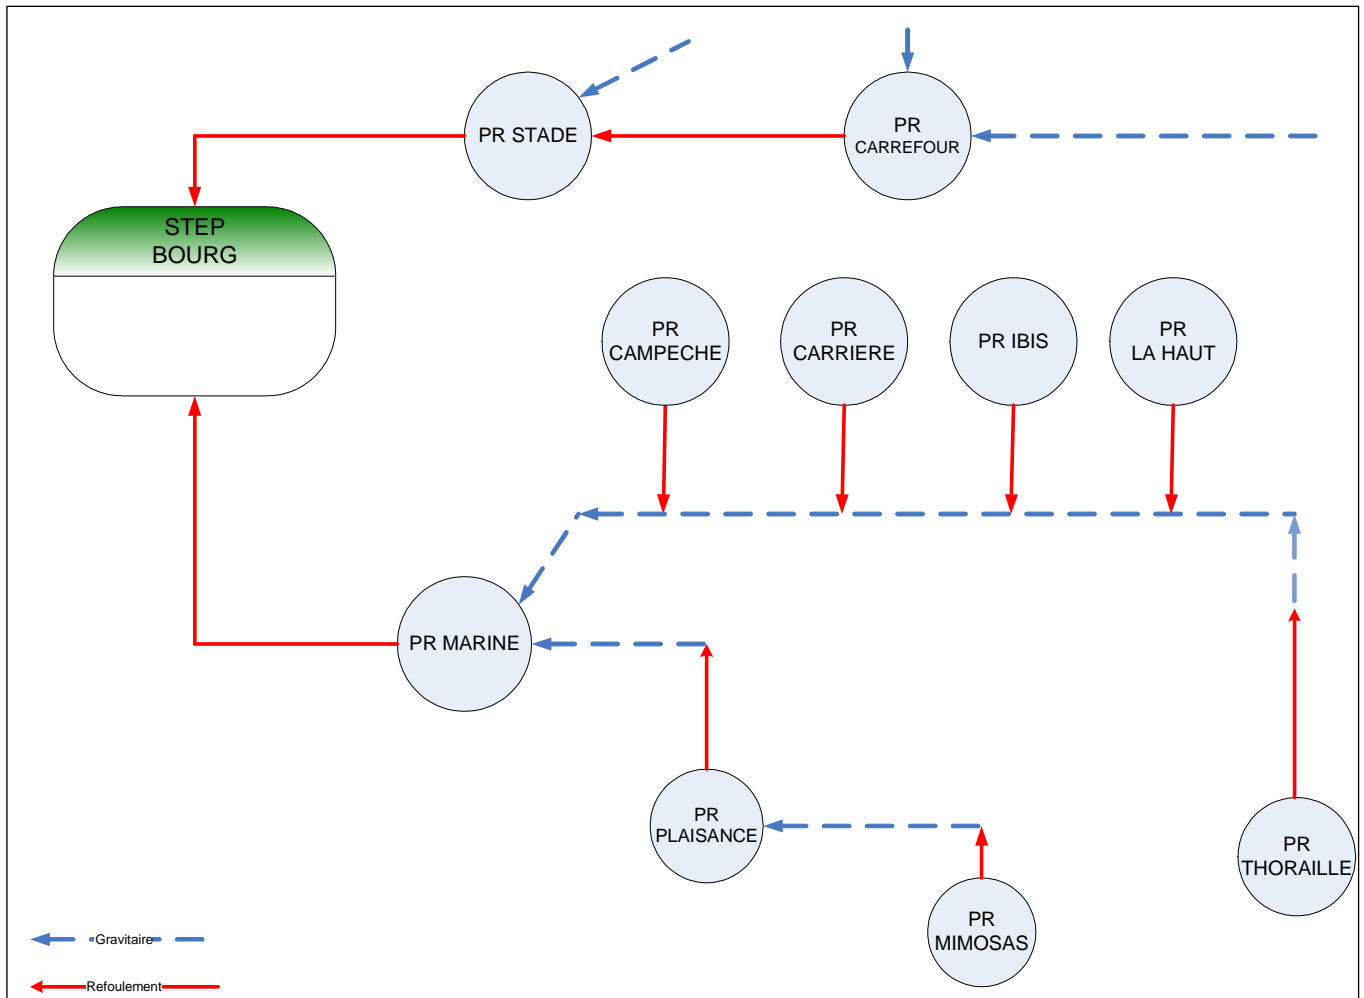 PR STADE
PR
CARREFOUR
STEP
BOURG
PR
CAMPECHE
PR
CARRIERE
PR IBIS
PR
LA HAUT
PR MARINE
PR
PLAISANCE
PR
MIMOSAS
PR
THORAILLE
Gravitaire
Refoulement